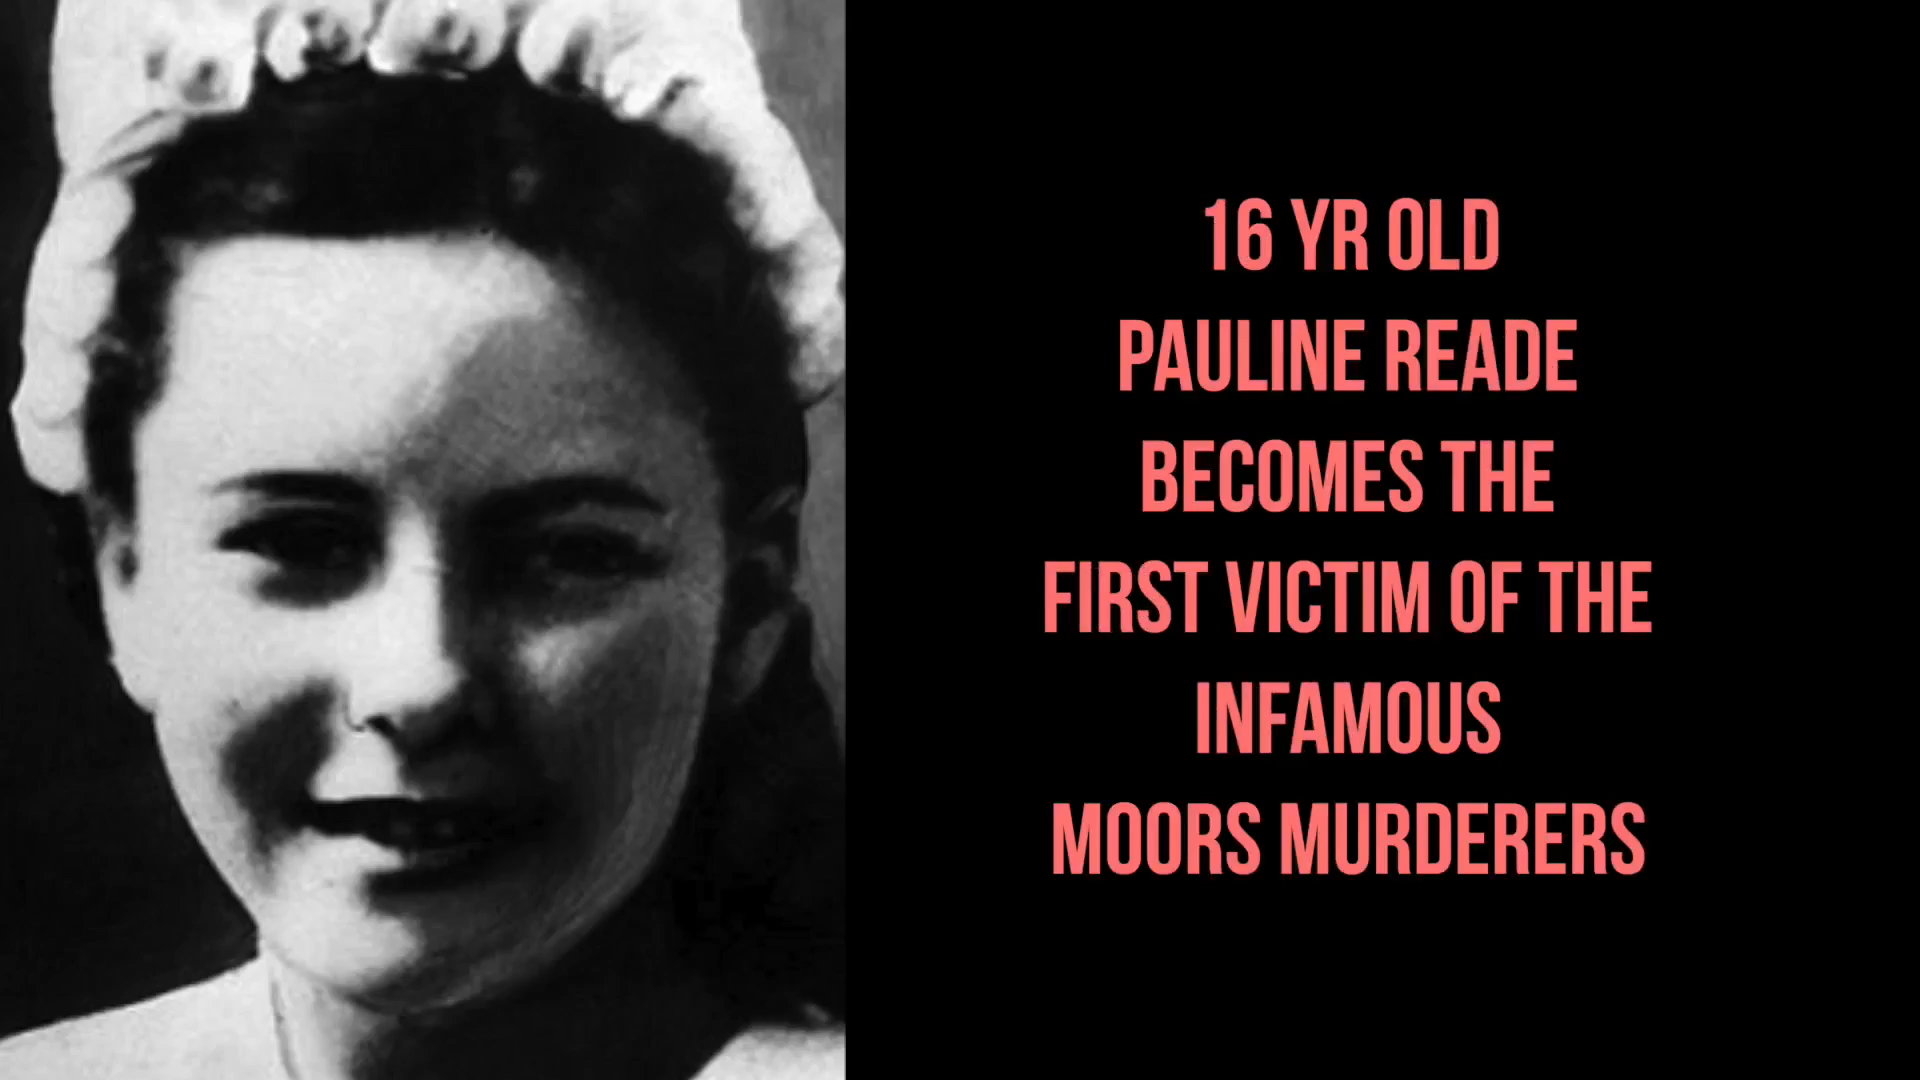 16 YR OLD
PAULINE READE
BECOMES THE
FIRST VICTIM OF THE
INFAMOUS
MOORS MURDERERS